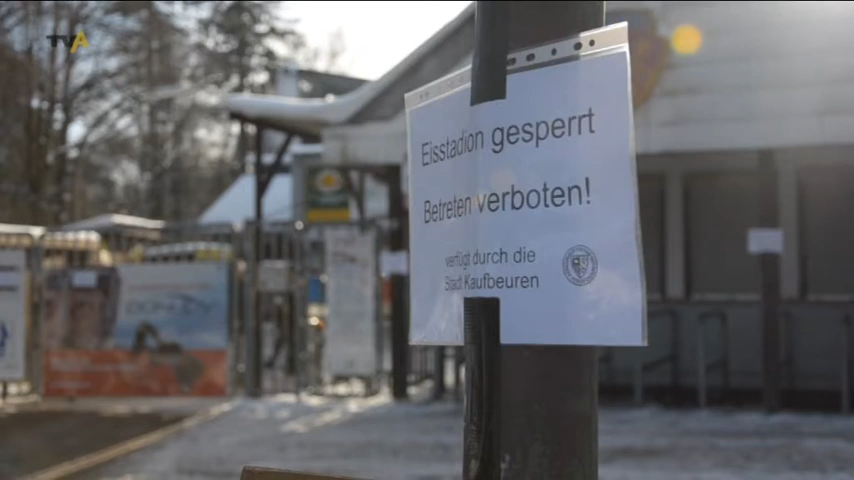 TVA
Eisstadion gesperrt
Betreten verboten!
verfügt durch die
Stadt Kaufbeuren